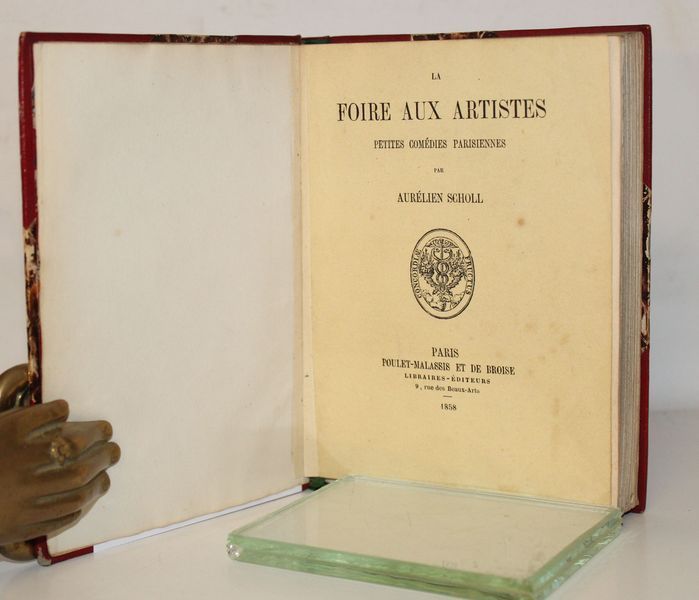 LA
FOIRE AUX ARTISTES
PETITES COMÉDIES PARISIENNES
PAR
AURÉLIEN SCHOLL
CONCORDIÆ FRUCTUS
PARIS
POULET-MALASSIS ET DE BROISE
LIBRAIRES-ÉDITEURS
9, rue des Beaux-Arts
1858